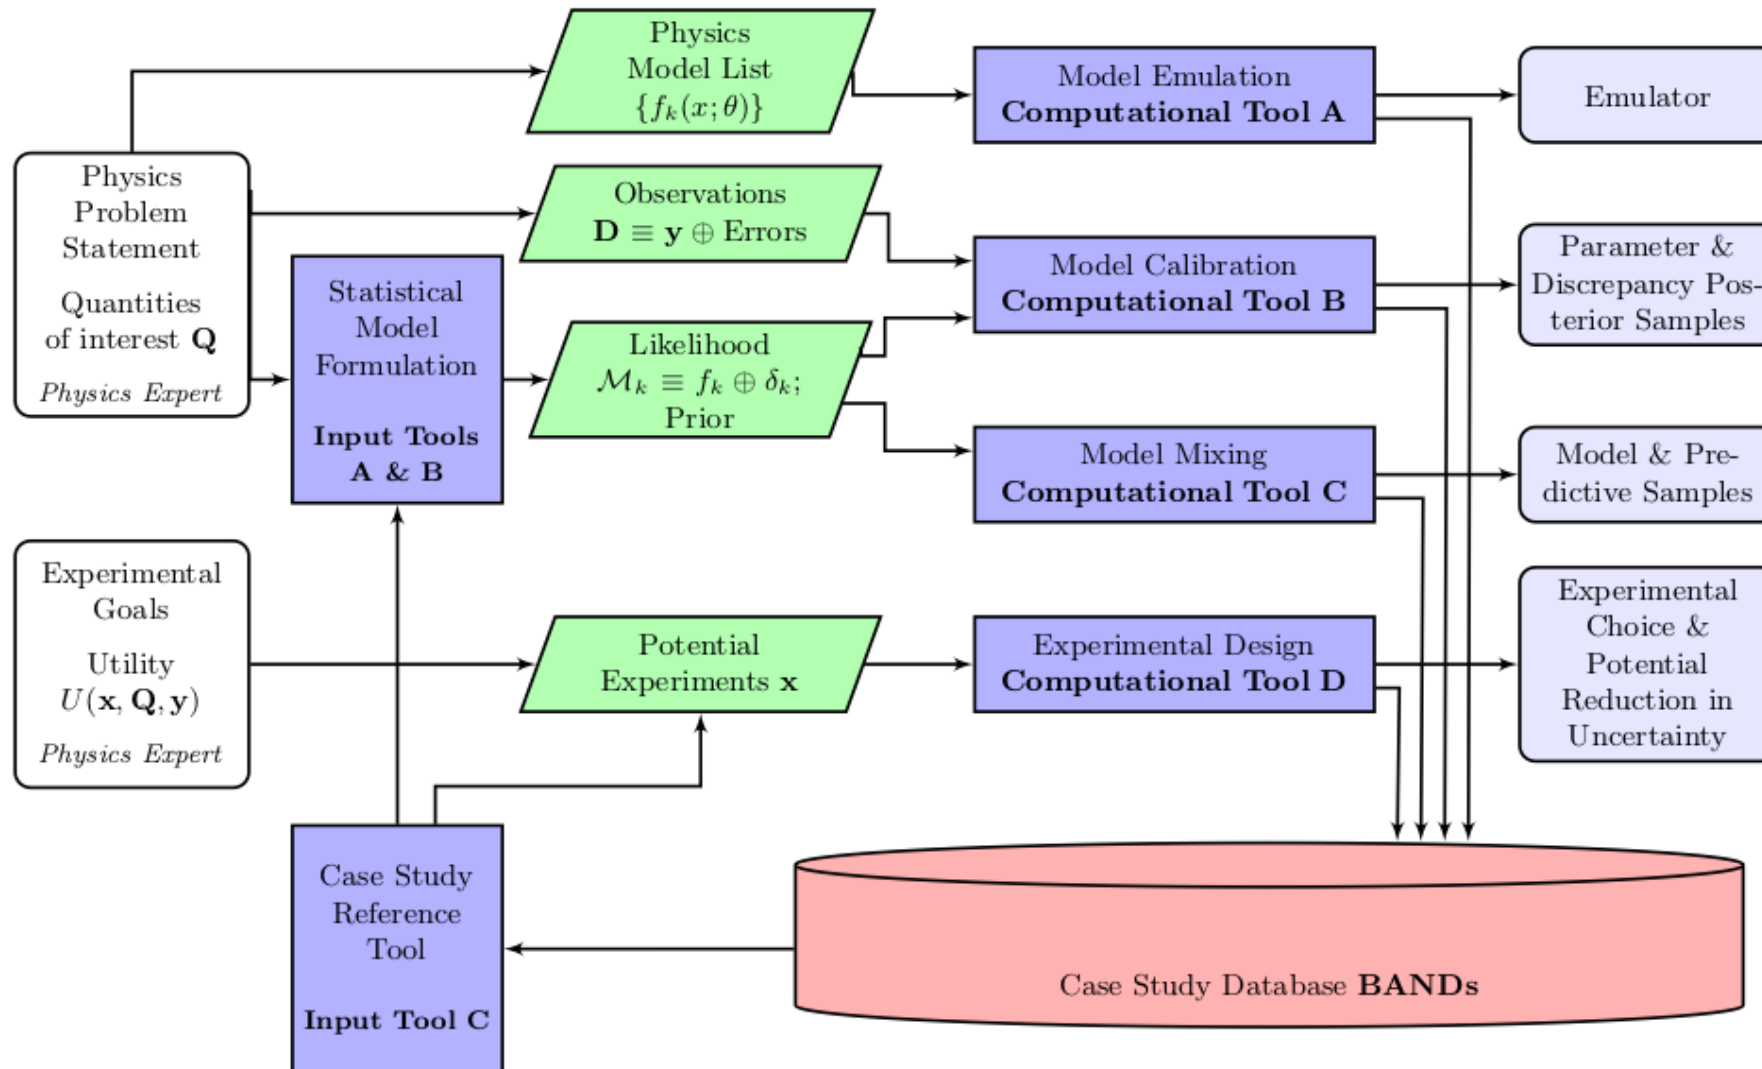 Physics
Model List
{f_k(x; θ)}
Model Emulation
Computational Tool A
Emulator
Physics
Problem
Statement
Quantities
of interest Q
Physics Expert
Observations
D ≡ y ⊕ Errors
Statistical
Model
Formulation
Input Tools
A & B
Likelihood
ℳ_k ≡ f_k ⊕ δ_k;
Prior
Model Calibration
Computational Tool B
Parameter &
Discrepancy Pos-
terior Samples
Model Mixing
Computational Tool C
Model & Pre-
dictive Samples
Experimental
Goals
Utility
U(x, Q, y)
Physics Expert
Potential
Experiments x
Experimental Design
Computational Tool D
Experimental
Choice &
Potential
Reduction in
Uncertainty
Case Study
Reference
Tool
Input Tool C
Case Study Database BANDs